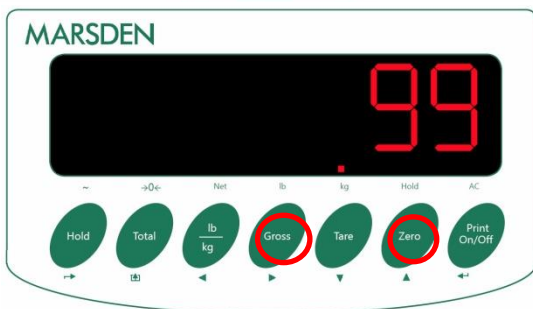 MARSDEN
99
~ →0← Net lb kg Hold AC
Hold Total lb/kg Gross Tare Zero Print On/Off